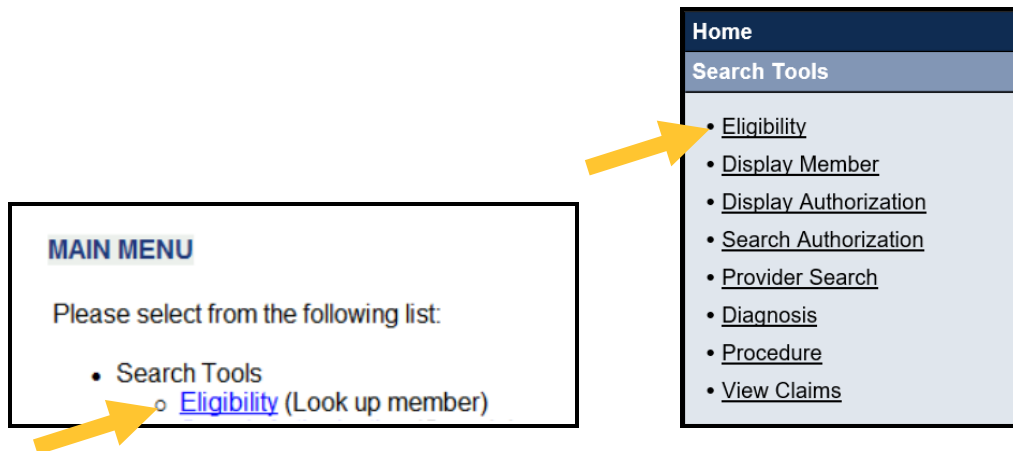 MAIN MENU
Please select from the following list:
• Search Tools
○ Eligibility (Look up member)
Home
Search Tools
• Eligibility
• Display Member
• Display Authorization
• Search Authorization
• Provider Search
• Diagnosis
• Procedure
• View Claims